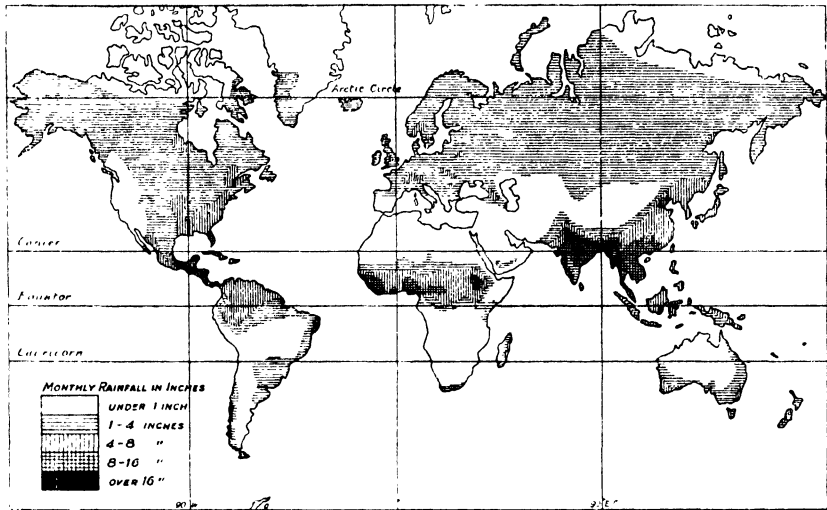 Arctic Circle
Cancer
Equator
Capricorn
MONTHLY RAINFALL IN INCHES
UNDER 1 INCH
1-4 INCHES
4-8 "
8-16 "
OVER 16 "
90 W